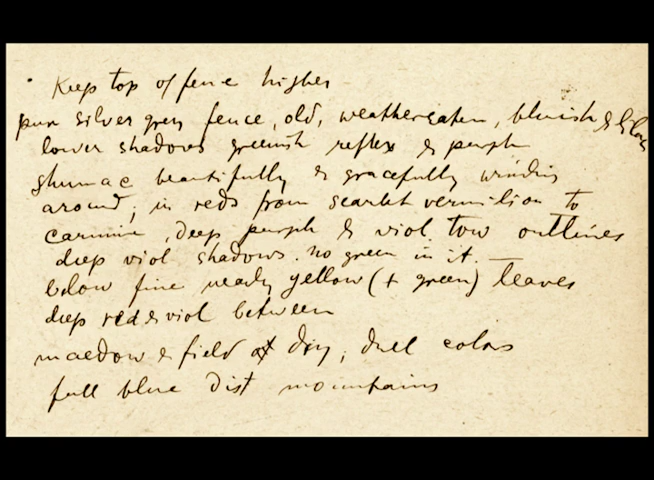 Keep top of fence higher
pure silver grey fence, old, weathereaten, bluish & lilac
lower shadows greenish reflex & purple
shumac beautifully & gracefully winding
around; in reds from scarlet vermilion to
carmine, deep purple & viol tow outlines
deep viol shadows. no green in it.
below fine ready yellow (+ green) leaves
deep red & viol between
maedow & field dry, dull colors
full blue dist mountains